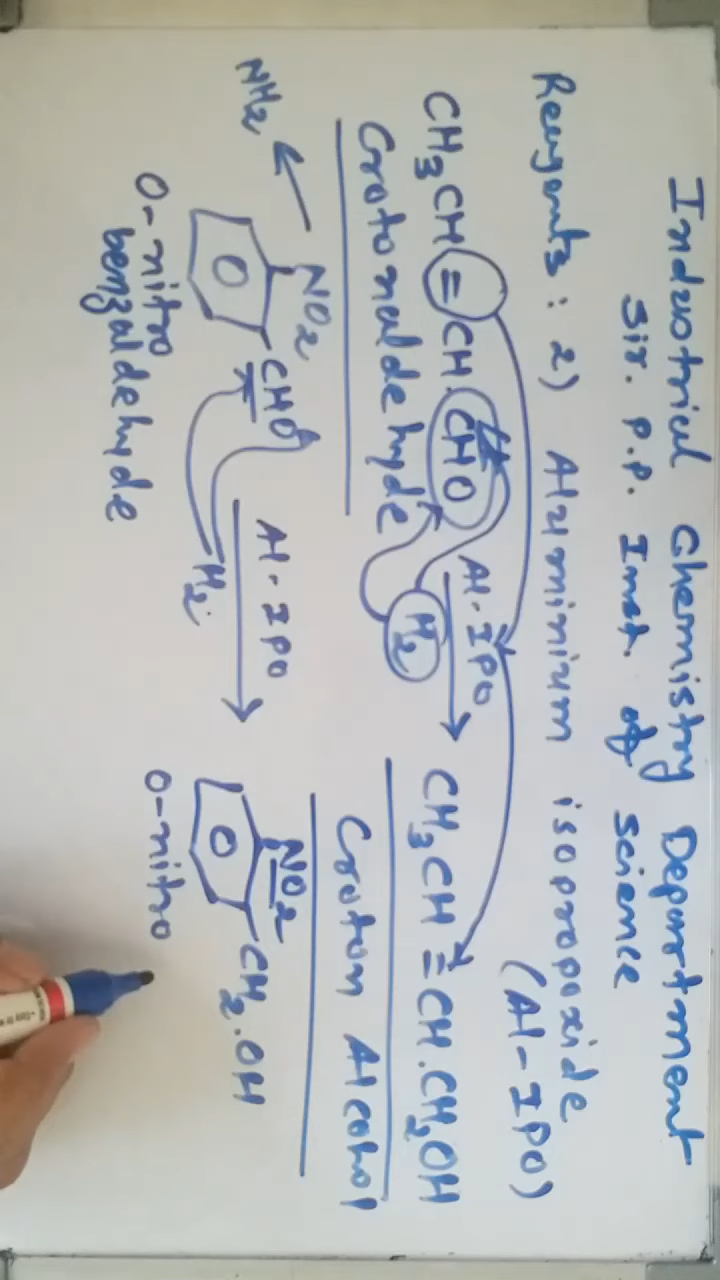 Industrial Chemistry Department
Sir. P.P. Inst. of science
Reagents: 2) Aluminium isopropoxide
(Al-IPO)
CH3CH=CH.CHO Al-IPO CH3CH=CH.CH2OH
H2
Crotonaldehyde Croton Alcohol
NO2 CHO Al-IPO NO2 CH2.OH
NH2 H2
O-nitro O-nitro
benzaldehyde